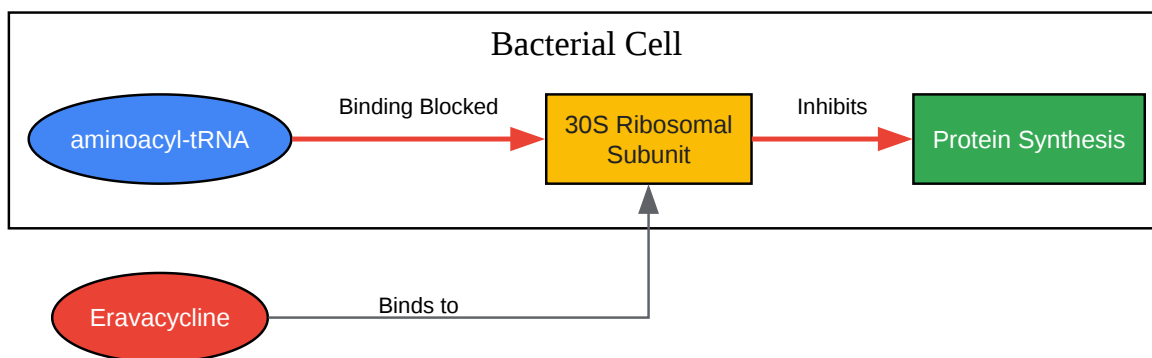 Bacterial Cell
aminoacyl-tRNA
Binding Blocked
30S Ribosomal
Subunit
Inhibits
Protein Synthesis
Eravacycline
Binds to